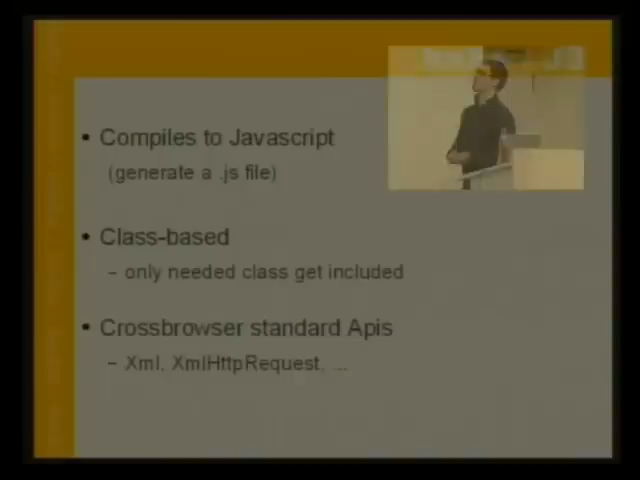 • Compiles to Javascript
(generate a .js file)
• Class-based
– only needed class get included
• Crossbrowser standard Apis
– Xml, XmlHttpRequest, ...